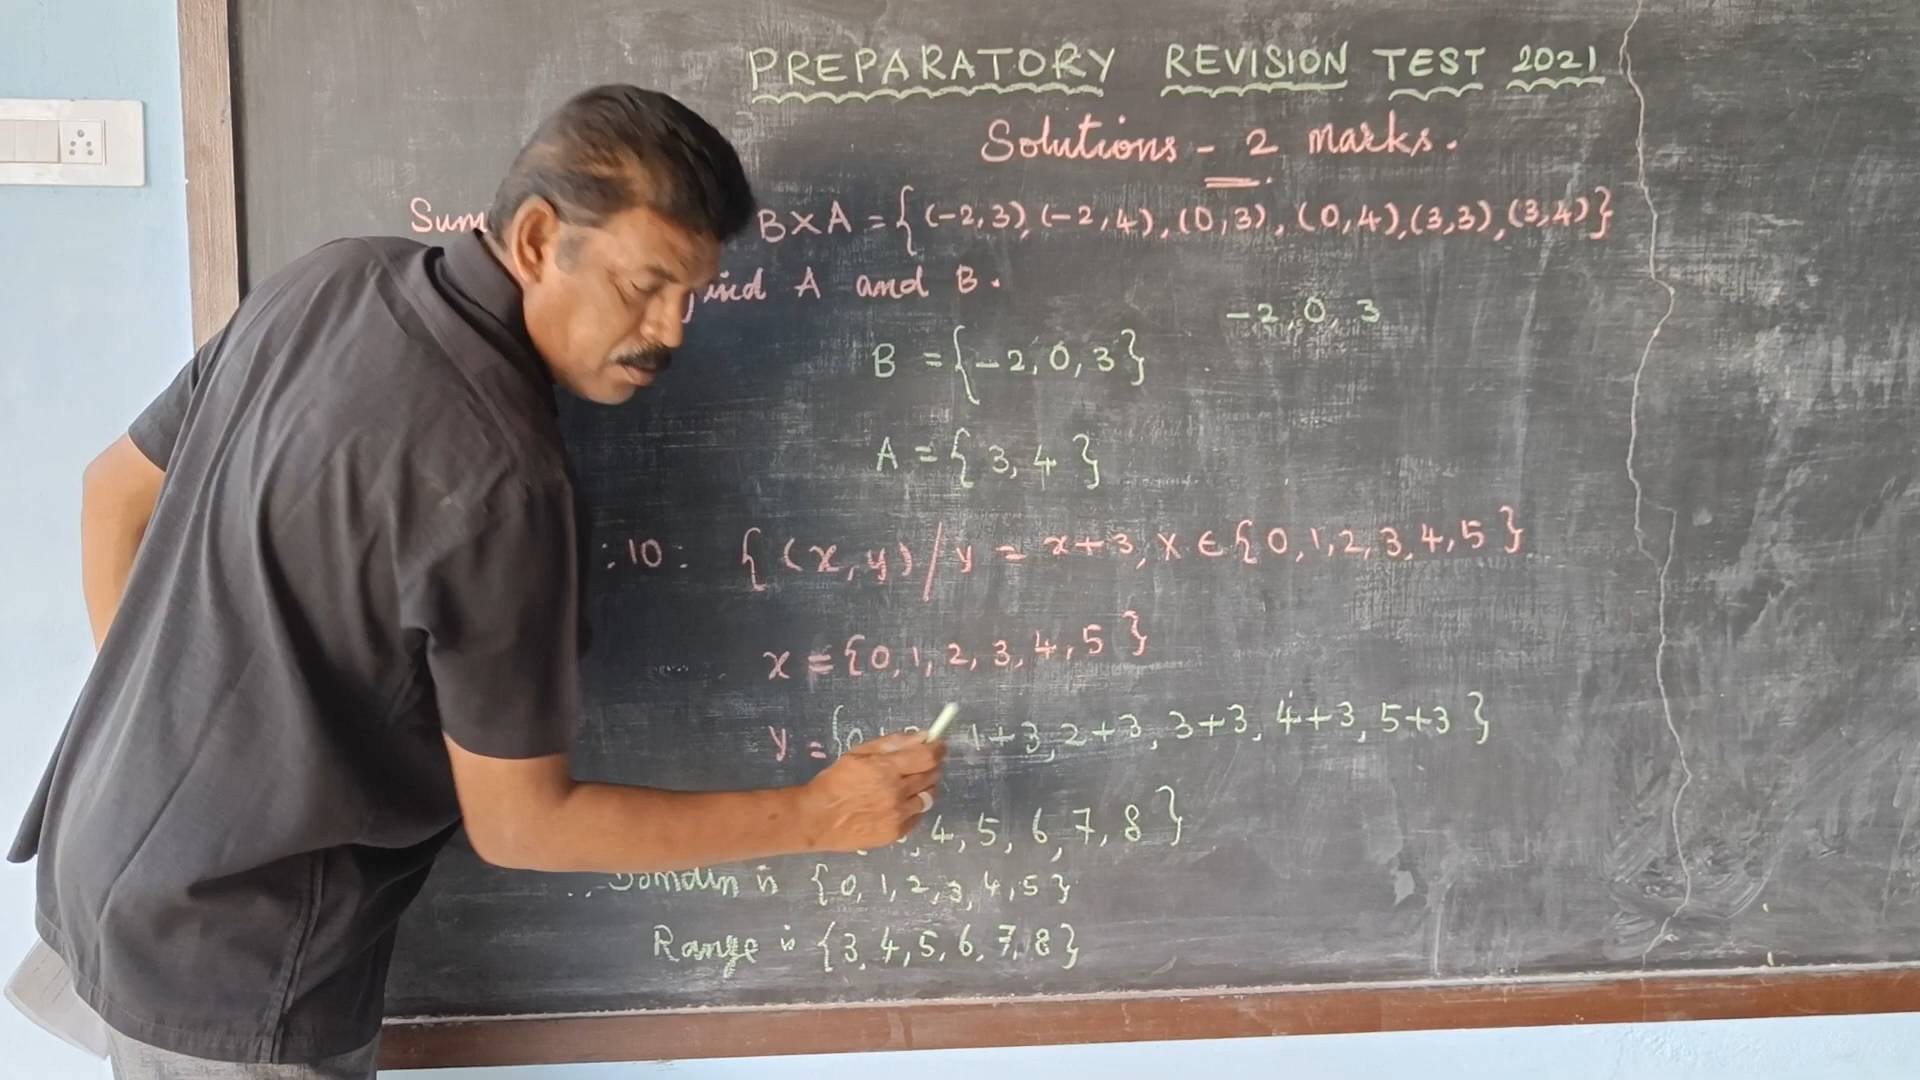 PREPARATORY REVISION TEST 2021
Solutions - 2 marks.
Sum B×A = {(-2,3),(-2,4),(0,3),(0,4),(3,3),(3,4)}
find A and B.
-2,0,3
B = {-2,0,3}
A = {3,4}
:10: {(x,y)/y = x+3, x ∈ {0,1,2,3,4,5}
x = {0,1,2,3,4,5}
y = {0+3, 1+3, 2+3, 3+3, 4+3, 5+3}
4,5,6,7,8}
∴ Domain is {0,1,2,3,4,5}
Range is {3,4,5,6,7,8}